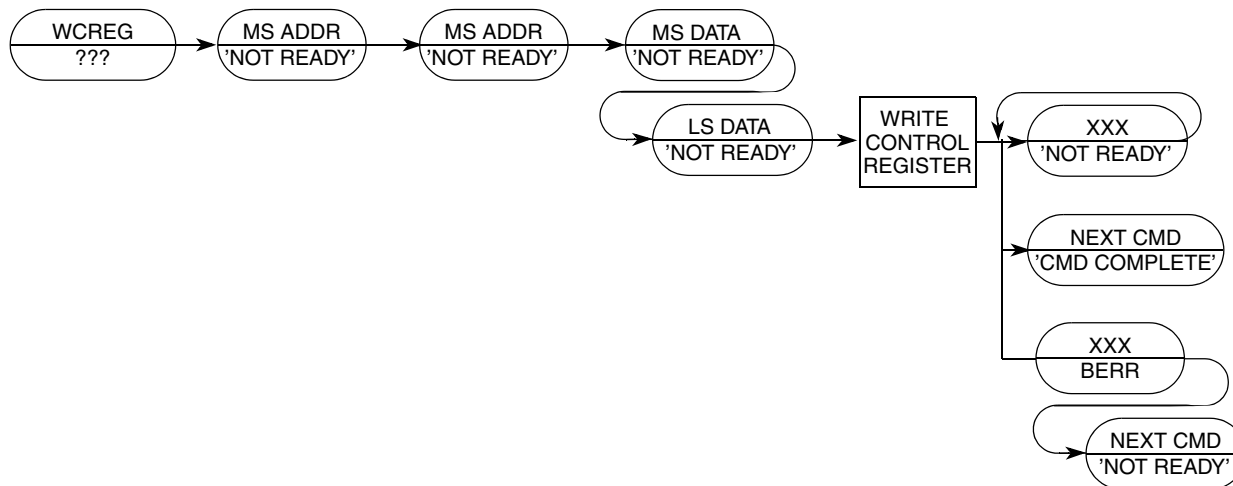 WCREG
???
MS ADDR
'NOT READY'
MS ADDR
'NOT READY'
MS DATA
'NOT READY'
LS DATA
'NOT READY'
WRITE
CONTROL
REGISTER
XXX
'NOT READY'
NEXT CMD
'CMD COMPLETE'
XXX
BERR
NEXT CMD
'NOT READY'